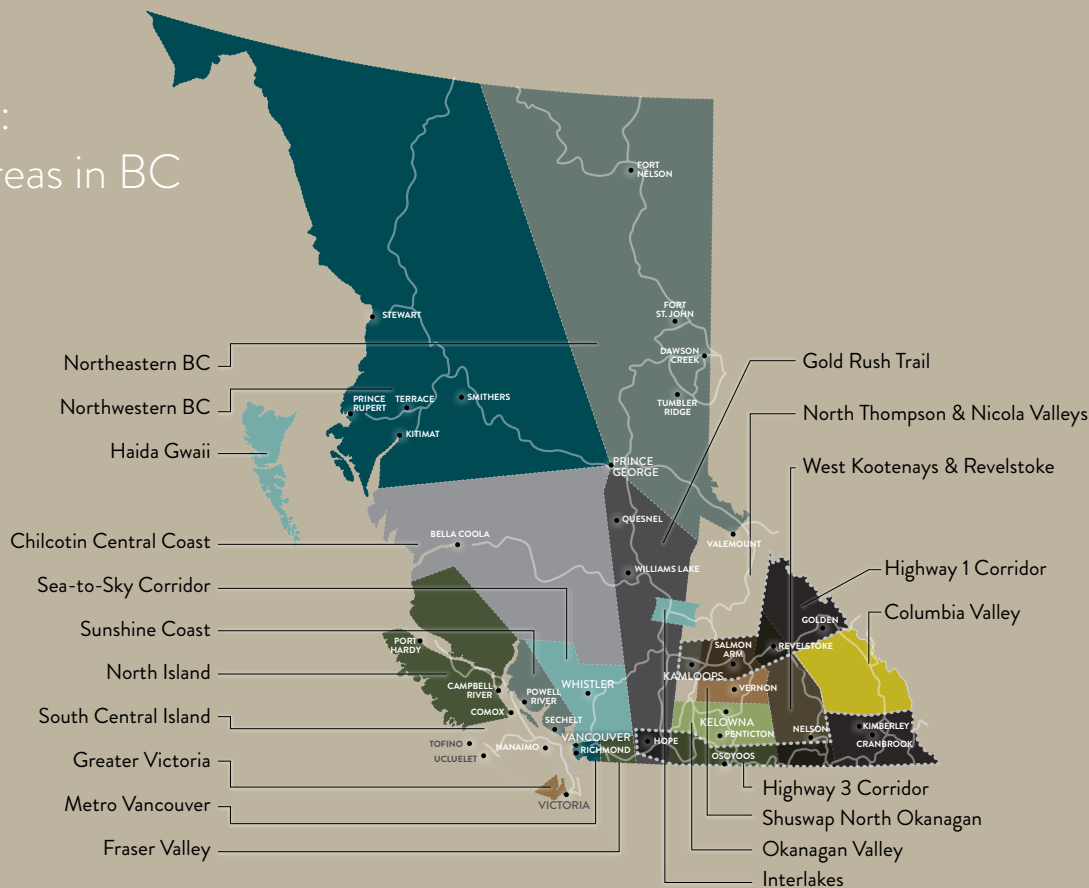 :
reas in BC
FORT
NELSON
FORT
ST. JOHN
STEWART
DAWSON
CREEK
Northeastern BC
Gold Rush Trail
PRINCE
RUPERT
TERRACE
SMITHERS
TUMBLER
RIDGE
Northwestern BC
North Thompson & Nicola Valleys
KITIMAT
Haida Gwaii
PRINCE
GEORGE
West Kootenays & Revelstoke
QUESNEL
Chilcotin Central Coast
BELLA COOLA
VALEMOUNT
WILLIAMS LAKE
Highway 1 Corridor
Sea-to-Sky Corridor
Columbia Valley
GOLDEN
Sunshine Coast
PORT
HARDY
SALMON
ARM
REVELSTOKE
North Island
KAMLOOPS
CAMPBELL
RIVER
WHISTLER
VERNON
POWELL
RIVER
COMOX
South Central Island
SECHELT
KELOWNA
NELSON
KIMBERLEY
PENTICTON
VANCOUVER
TOFINO
NANAIMO
RICHMOND
HOPE
CRANBROOK
UCLUELET
OSOYOOS
Greater Victoria
Highway 3 Corridor
Metro Vancouver
VICTORIA
Shuswap North Okanagan
Fraser Valley
Okanagan Valley
Interlakes